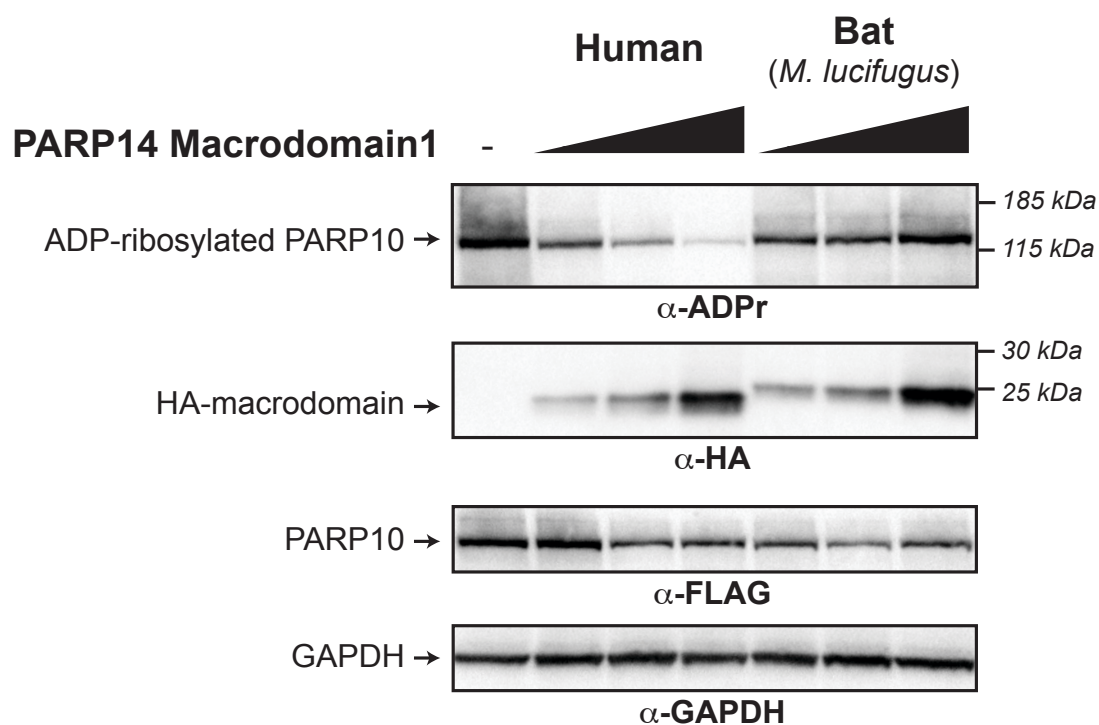 Human
Bat
(M. lucifugus)
PARP14 Macrodomain1 -
ADP-ribosylated PARP10 →
185 kDa
115 kDa
α-ADPr
HA-macrodomain →
30 kDa
25 kDa
α-HA
PARP10 →
α-FLAG
GAPDH →
α-GAPDH